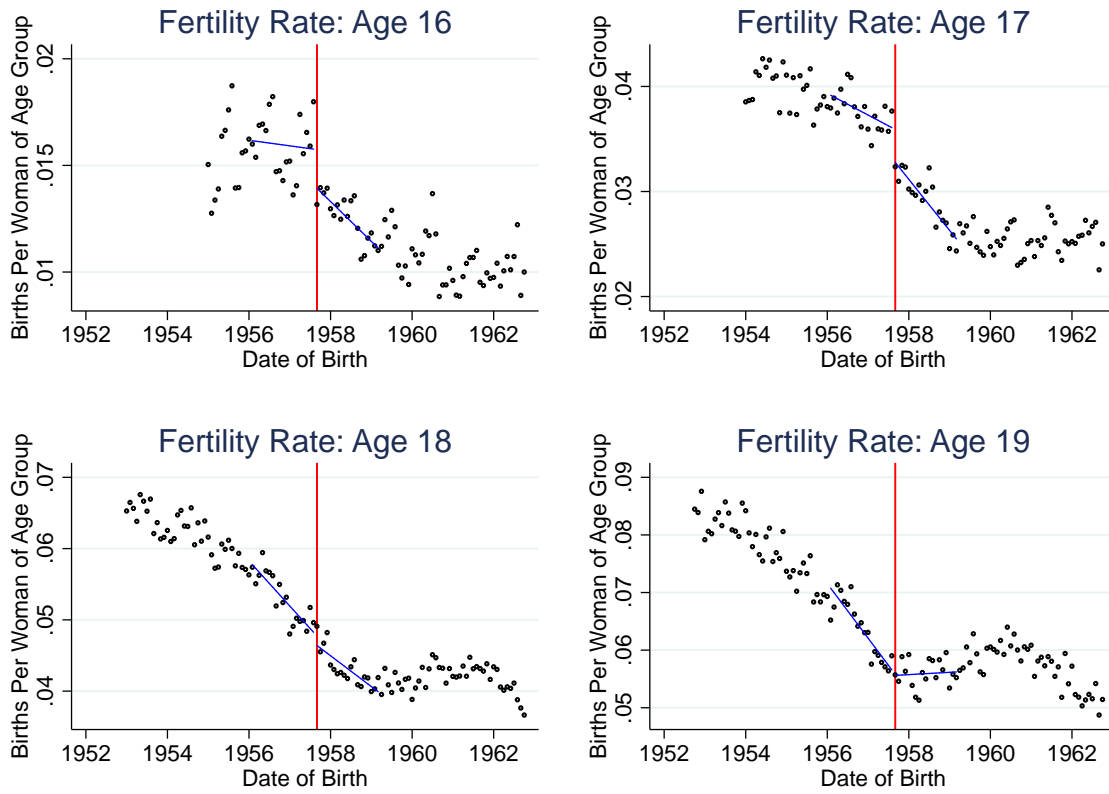 Fertility Rate: Age 16
Births Per Woman of Age Group
.02
.015
.01
1952 1954 1956 1958 1960 1962
Date of Birth
Fertility Rate: Age 17
Births Per Woman of Age Group
.04
.03
.02
1952 1954 1956 1958 1960 1962
Date of Birth
Fertility Rate: Age 18
Births Per Woman of Age Group
.07
.06
.05
.04
1952 1954 1956 1958 1960 1962
Date of Birth
Fertility Rate: Age 19
Births Per Woman of Age Group
.09
.08
.07
.06
.05
1952 1954 1956 1958 1960 1962
Date of Birth